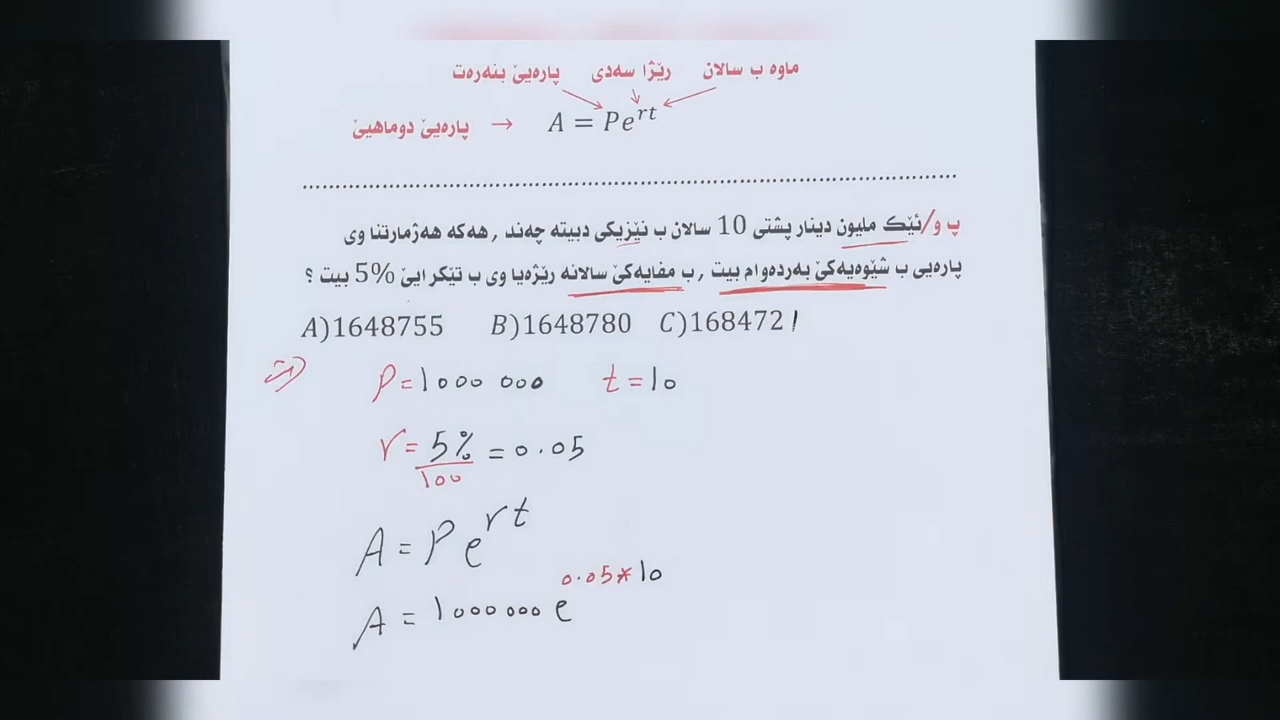 ماوە ب سالان   رێژا سەدی   پارەیێ بنەرەت
پارەیێ دوماهیێ → A = Pe^rt
پ و/ئێک ملیون دینار پشتی 10 سالان ب نێزیکی دبیتە چەند , هەکە هەژمارتنا وی
پارەیی ب شێوەیەکێ بەردەوام بیت , ب مفایەکێ سالانە رێژەیا وی ب تێکرایێ 5% بیت ؟
A)1648755   B)1648780   C)1684721
P=1000 000   t=10
r= 5%/100 = 0.05
A = P e^rt
A = 1000000 e^0.05*10